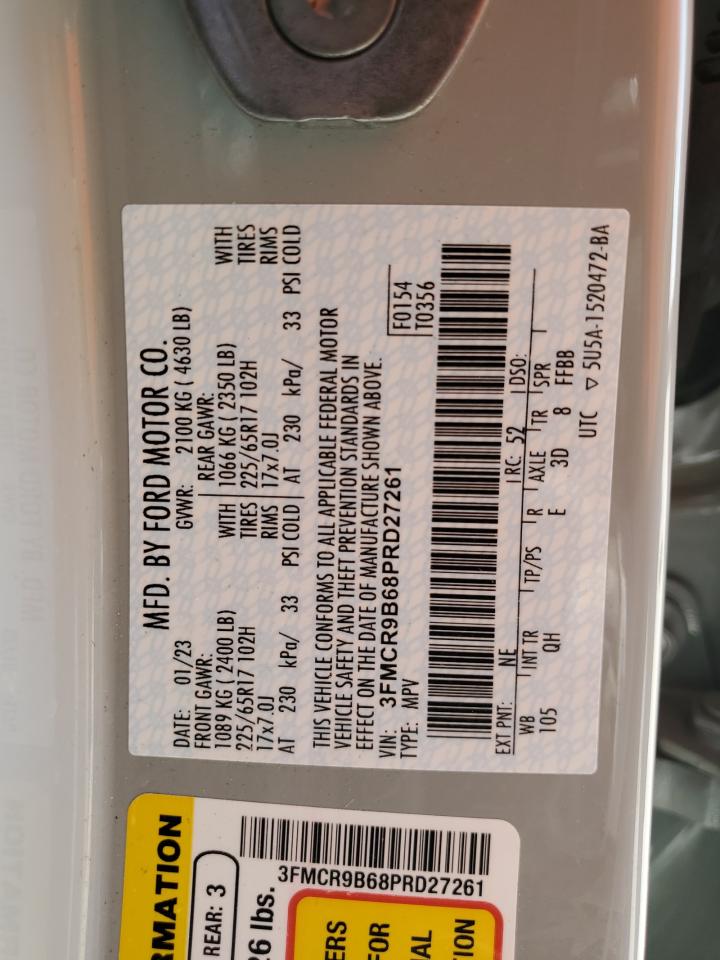 MFD. BY FORD MOTOR CO.
DATE: 01/23 GVWR: 2100 KG ( 4630 LB)
FRONT GAWR: REAR GAWR:
1089 KG ( 2400 LB) WITH 1066 KG ( 2350 LB) WITH
225/65R17 102H TIRES 225/65R17 102H TIRES
17x7.0J RIMS 17x7.0J RIMS
AT 230 kPa/ 33 PSI COLD AT 230 kPa/ 33 PSI COLD
THIS VEHICLE CONFORMS TO ALL APPLICABLE FEDERAL MOTOR
VEHICLE SAFETY AND THEFT PREVENTION STANDARDS IN
EFFECT ON THE DATE OF MANUFACTURE SHOWN ABOVE.
VIN: 3FMCR9B68PRD27261
TYPE: MPV
F0154
T0356
EXT PNT: NE RC: 52 DSO:
WB INT TR TP/PS R AXLE TR SPR
105 QH E 3D 8 FFBB
UTC ▽ 5U5A-1520472-BA
RMATION
REAR: 3
26 lbs.
3FMCR9B68PRD27261
ERS
FOR
AL
ION